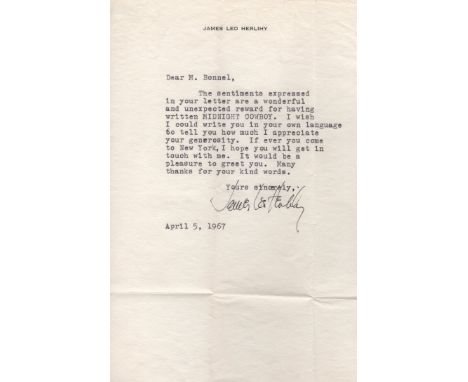 JAMES LEO HERLIHY
Dear M. Bonnel,
The sentiments expressed
in your letter are a wonderful
and unexpected reward for having
written MIDNIGHT COWBOY. I wish
I could write you in your own language
to tell you how much I appreciate
your generosity. If ever you come
to New York, I hope you will get in
touch with me. It would be a
pleasure to greet you. Many
thanks for your kind words.
Yours sincerely,
James Leo Herlihy
April 5, 1967